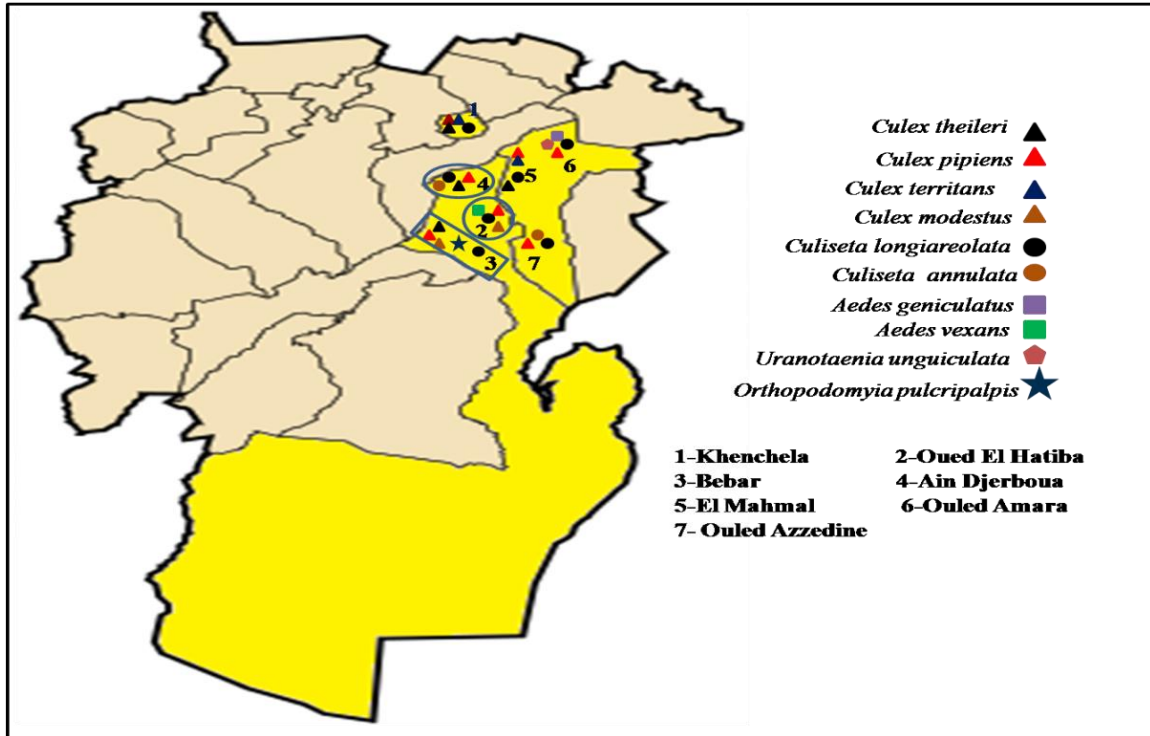 1
6
5
4
2
3
7
Culex theileri
Culex pipiens
Culex territans
Culex modestus
Culiseta longiareolata
Culiseta annulata
Aedes geniculatus
Aedes vexans
Uranotaenia unguiculata
Orthopodomyia pulcripalpis
1-Khenchela 2-Oued El Hatiba
3-Bebar 4-Ain Djerboua
5-El Mahmal 6-Ouled Amara
7- Ouled Azzedine